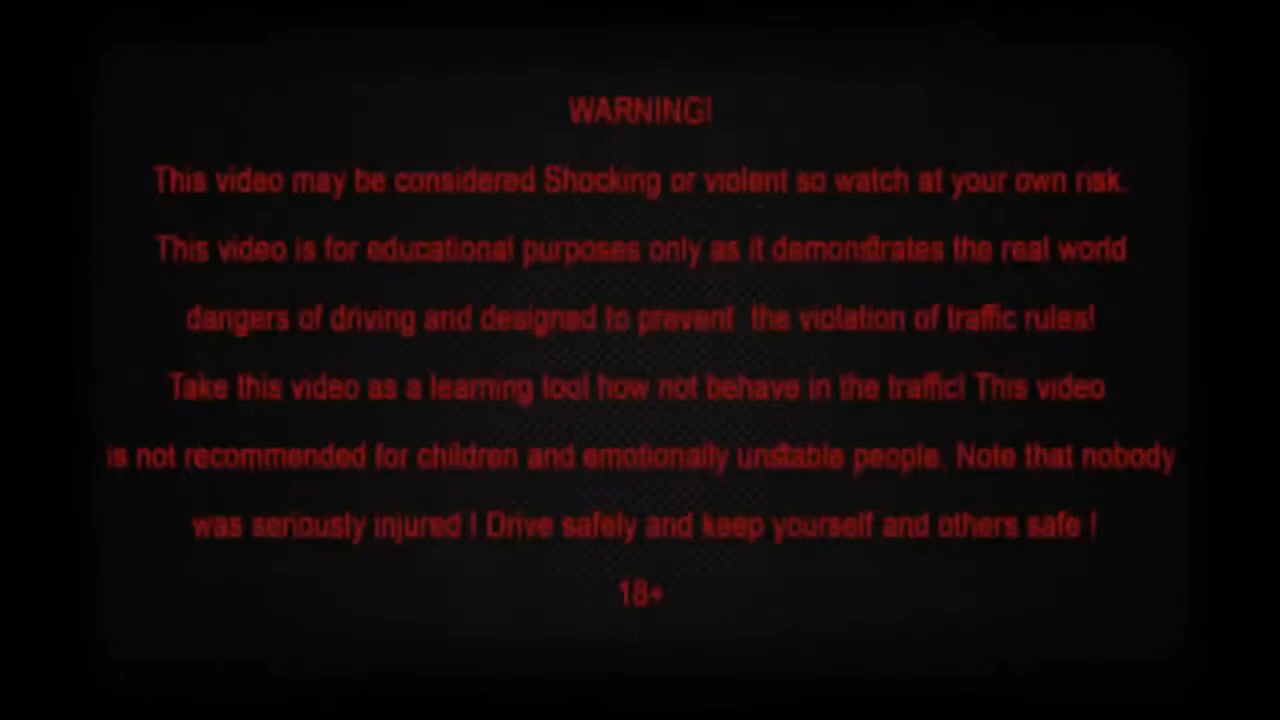 WARNING!
This video may be considered Shocking or violent so watch at your own risk.
This video is for educational purposes only as it demonstrates the real world
dangers of driving and designed to prevent the violation of traffic rules!
Take this video as a learning tool how not behave in the traffic! This video
is not recommended for children and emotionally unstable people. Note that nobody
was seriously injured ! Drive safely and keep yourself and others safe !
18+